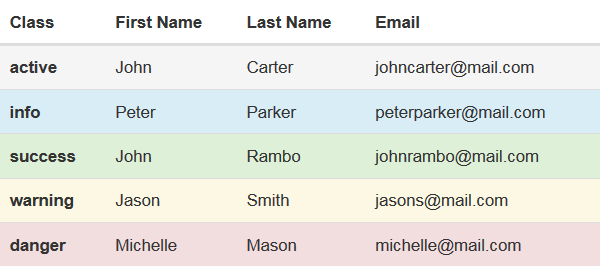 Class First Name Last Name Email
active John Carter johncarter@mail.com
info Peter Parker peterparker@mail.com
success John Rambo johnrambo@mail.com
warning Jason Smith jasons@mail.com
danger Michelle Mason michelle@mail.com